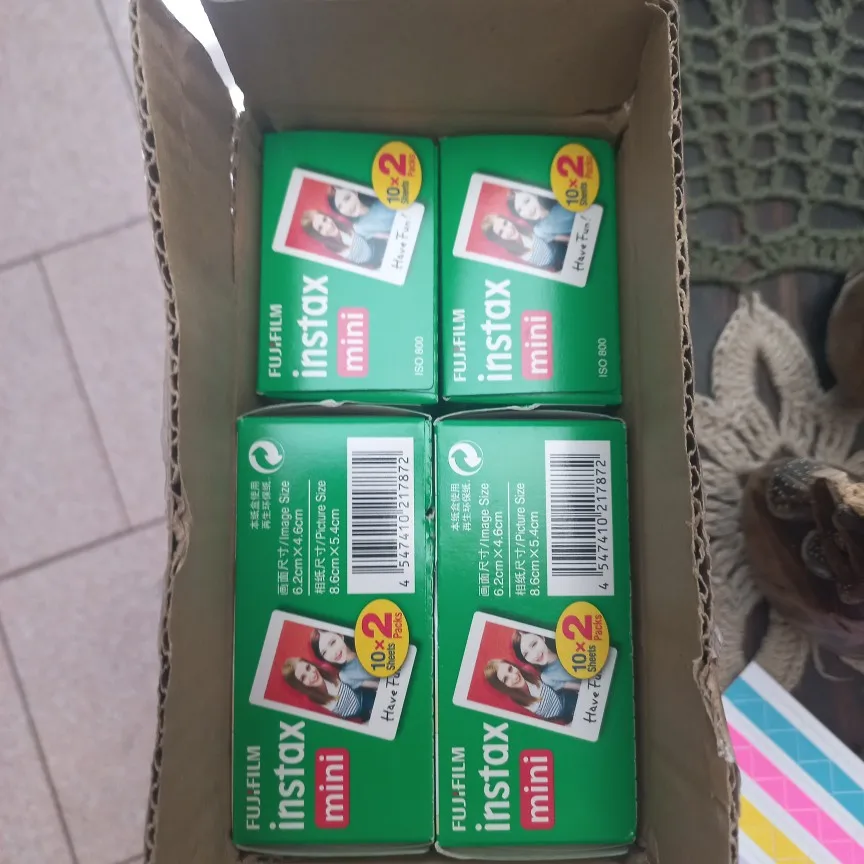 10×2
Sheets Packs
Have Fun!
FUJIFILM
instax
mini
ISO 800
10×2
Sheets Packs
Have Fun!
FUJIFILM
instax
mini
ISO 800
本纸盒使用
再生环保纸.
画面尺寸/Image Size
6.2cm×4.6cm
相纸尺寸/Picture Size
8.6cm×5.4cm
4 547410 217872
10×2
Sheets Packs
Have Fu
FUJIFILM
instax
mini
本纸盒使用
再生环保纸.
画面尺寸/Image Size
6.2cm×4.6cm
相纸尺寸/Picture Size
8.6cm×5.4cm
4 547410 217872
10×2
Sheets Packs
Have Fu
FUJIFILM
instax
mini